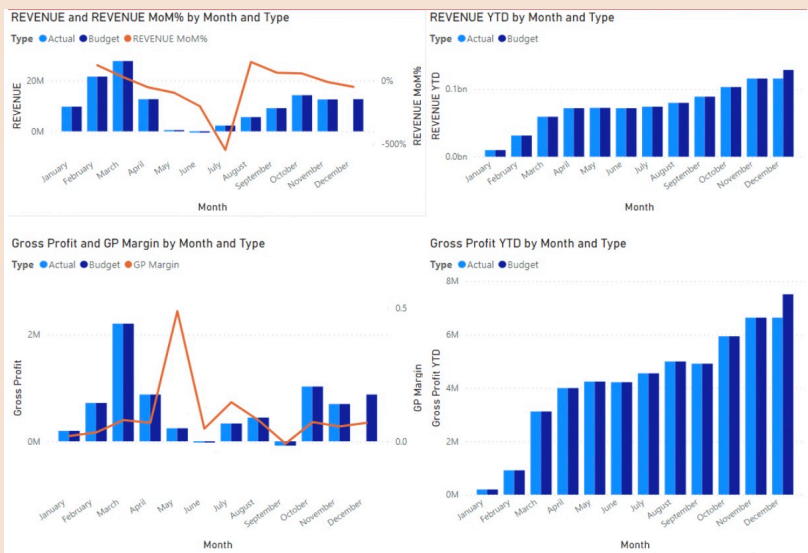 REVENUE and REVENUE MoM% by Month and Type
Type Actual Budget REVENUE MoM%
REVENUE
20M
0M
0%
-500%
REVENUE MoM%
January
February
March
April
May
June
July
August
September
October
November
December
Month
REVENUE YTD by Month and Type
Type Actual Budget
REVENUE YTD
0.1bn
0.0bn
January
February
March
April
May
June
July
August
September
October
November
December
Month
Gross Profit and GP Margin by Month and Type
Type Actual Budget GP Margin
Gross Profit
2M
0M
0.5
0.0
GP Margin
January
February
March
April
May
June
July
August
September
October
November
December
Month
Gross Profit YTD by Month and Type
Type Actual Budget
Gross Profit YTD
8M
6M
4M
2M
0M
January
February
March
April
May
June
July
August
September
October
November
December
Month